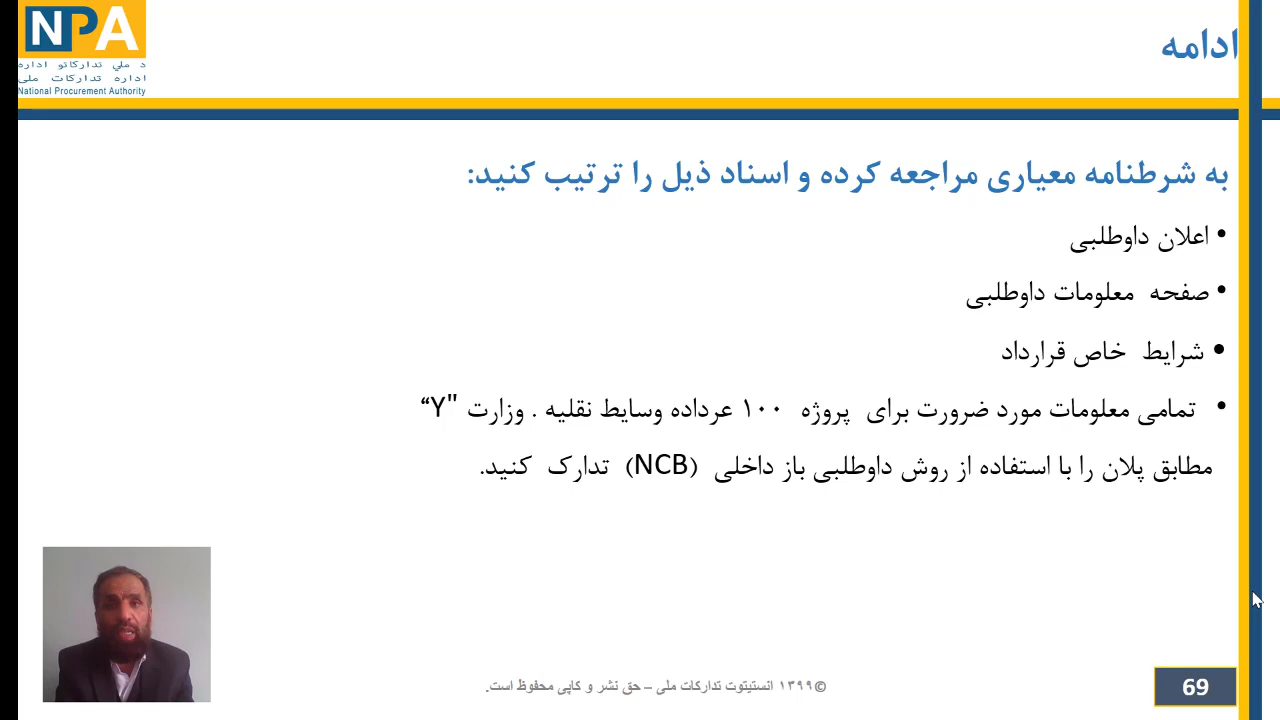 NPA
د ملي تدارکاتو اداره
اداره تدارکات ملی
National Procurement Authority
ادامه
به شرطنامه معیاری مراجعه کرده و اسناد ذیل را ترتیب کنید:
• اعلان داوطلبی
• صفحه معلومات داوطلبی
• شرایط خاص قرارداد
• تمامی معلومات مورد ضرورت برای پروژه ۱۰۰ عرداده وسایط نقلیه . وزارت "Y“
مطابق پلان را با استفاده از روش داوطلبی باز داخلی (NCB) تدارک کنید.
©۱۳۹۹ انستیتوت تدارکات ملی – حق نشر و کاپی محفوظ است.
69